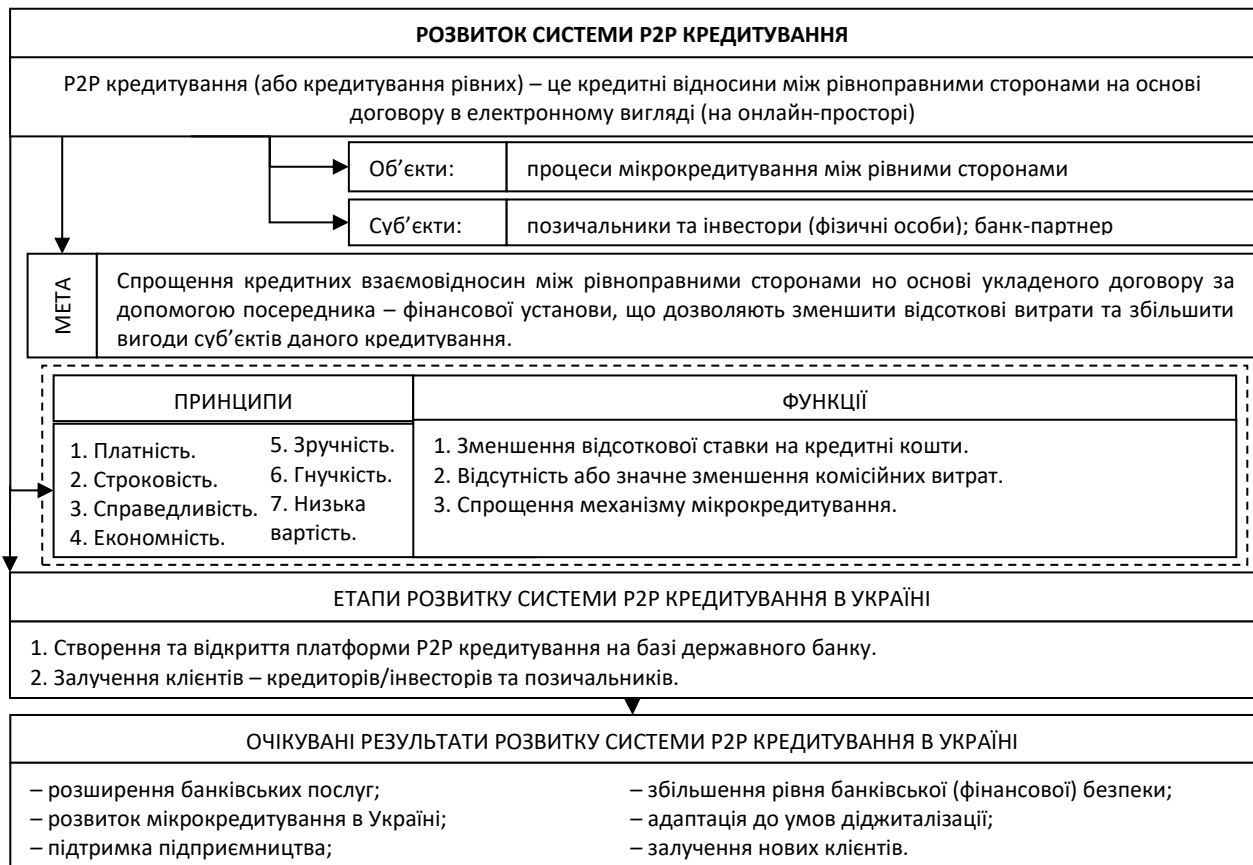 РОЗВИТОК СИСТЕМИ Р2Р КРЕДИТУВАННЯ
Р2Р кредитування (або кредитування рівних) – це кредитні відносини між рівноправними сторонами на основі
договору в електронному вигляді (на онлайн-просторі)
Об’єкти: процеси мікрокредитування між рівними сторонами
Суб’єкти: позичальники та інвестори (фізичні особи); банк-партнер
МЕТА
Спрощення кредитних взаємовідносин між рівноправними сторонами но основі укладеного договору за
допомогою посередника – фінансової установи, що дозволяють зменшити відсоткові витрати та збільшити
вигоди суб’єктів даного кредитування.
ПРИНЦИПИ
1. Платність.
2. Строковість.
3. Справедливість.
4. Економність.
5. Зручність.
6. Гнучкість.
7. Низька
вартість.
ФУНКЦІЇ
1. Зменшення відсоткової ставки на кредитні кошти.
2. Відсутність або значне зменшення комісійних витрат.
3. Спрощення механізму мікрокредитування.
ЕТАПИ РОЗВИТКУ СИСТЕМИ Р2Р КРЕДИТУВАННЯ В УКРАЇНІ
1. Створення та відкриття платформи Р2Р кредитування на базі державного банку.
2. Залучення клієнтів – кредиторів/інвесторів та позичальників.
ОЧІКУВАНІ РЕЗУЛЬТАТИ РОЗВИТКУ СИСТЕМИ Р2Р КРЕДИТУВАННЯ В УКРАЇНІ
– розширення банківських послуг;
– розвиток мікрокредитування в Україні;
– підтримка підприємництва;
– збільшення рівня банківської (фінансової) безпеки;
– адаптація до умов діджиталізації;
– залучення нових клієнтів.